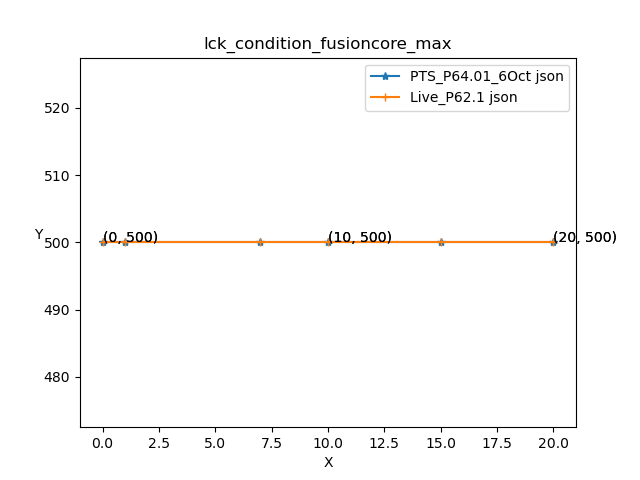 lck_condition_fusioncore_max
PTS_P64.01_6Oct json
Live_P62.1 json
520
510
Y
500
490
480
(0, 500)
(10, 500)
(20, 500)
0.0 2.5 5.0 7.5 10.0 12.5 15.0 17.5 20.0
X